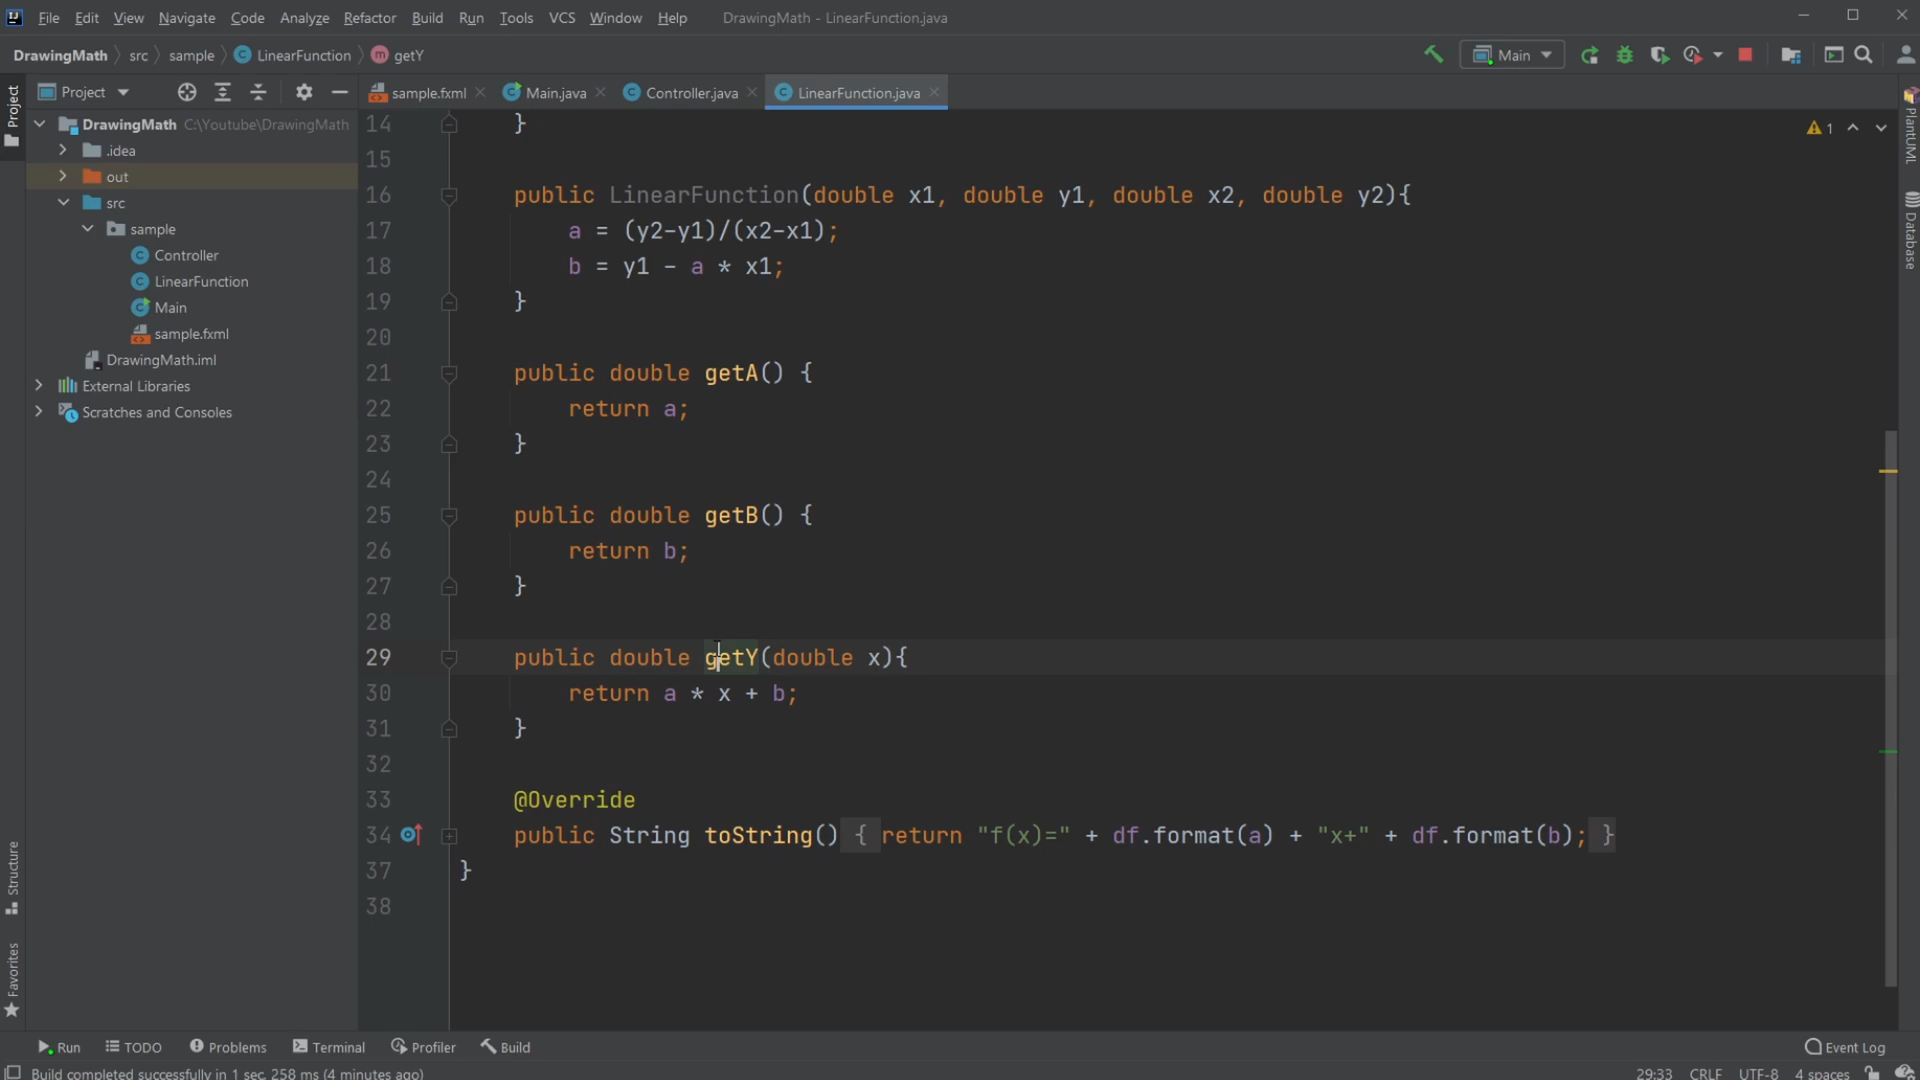 File Edit View Navigate Code Analyze Refactor Build Run Tools VCS Window Help DrawingMath - LinearFunction.java
DrawingMath src sample LinearFunction getY Main
Project sample.fxml Main.java Controller.java LinearFunction.java
Project
DrawingMath C:\Youtube\DrawingMath
.idea
out
src
sample
Controller
LinearFunction
Main
sample.fxml
DrawingMath.iml
External Libraries
Scratches and Consoles
Structure
Favorites
14 }
1
15
16 public LinearFunction(double x1, double y1, double x2, double y2){
17 a = (y2-y1)/(x2-x1);
18 b = y1 - a * x1;
19 }
20
21 public double getA() {
22 return a;
23 }
24
25 public double getB() {
26 return b;
27 }
28
29 public double getY(double x){
30 return a * x + b;
31 }
32
33 @Override
34 public String toString() { return "f(x)=" + df.format(a) + "x+" + df.format(b); }
37 }
38
PlantUML
Database
Run TODO Problems Terminal Profiler Build Event Log
Build completed successfully in 1 sec, 258 ms (4 minutes ago) 29:33 CRLF UTF-8 4 spaces